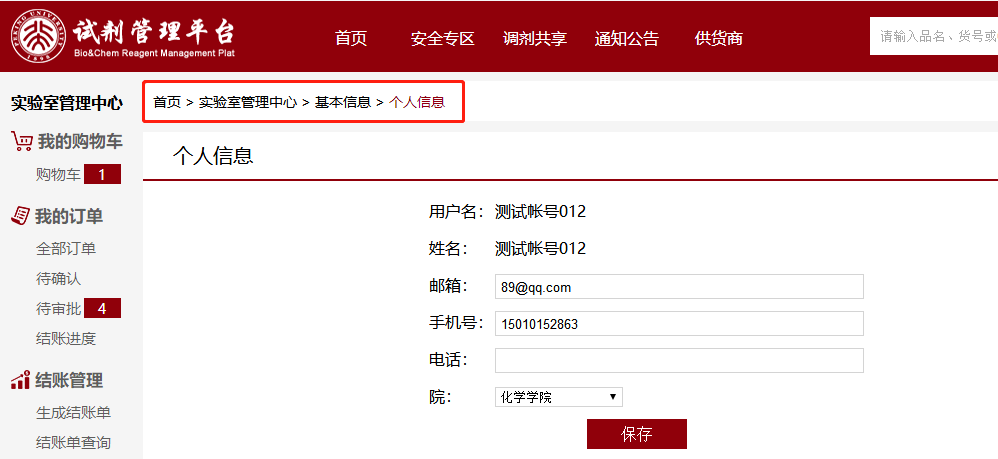 PEKING UNIVERSITY
1898
试剂管理平台
Bio&Chem Reagent Management Plat
首页 安全专区 调剂共享 通知公告 供货商
请输入品名、货号或
实验室管理中心
首页 > 实验室管理中心 > 基本信息 > 个人信息
我的购物车
购物车 1
我的订单
全部订单
待确认
待审批 4
结账进度
结账管理
生成结账单
结账单查询
个人信息
用户名： 测试帐号012
姓名： 测试帐号012
邮箱： 89@qq.com
手机号： 15010152863
电话：
院： 化学学院
保存